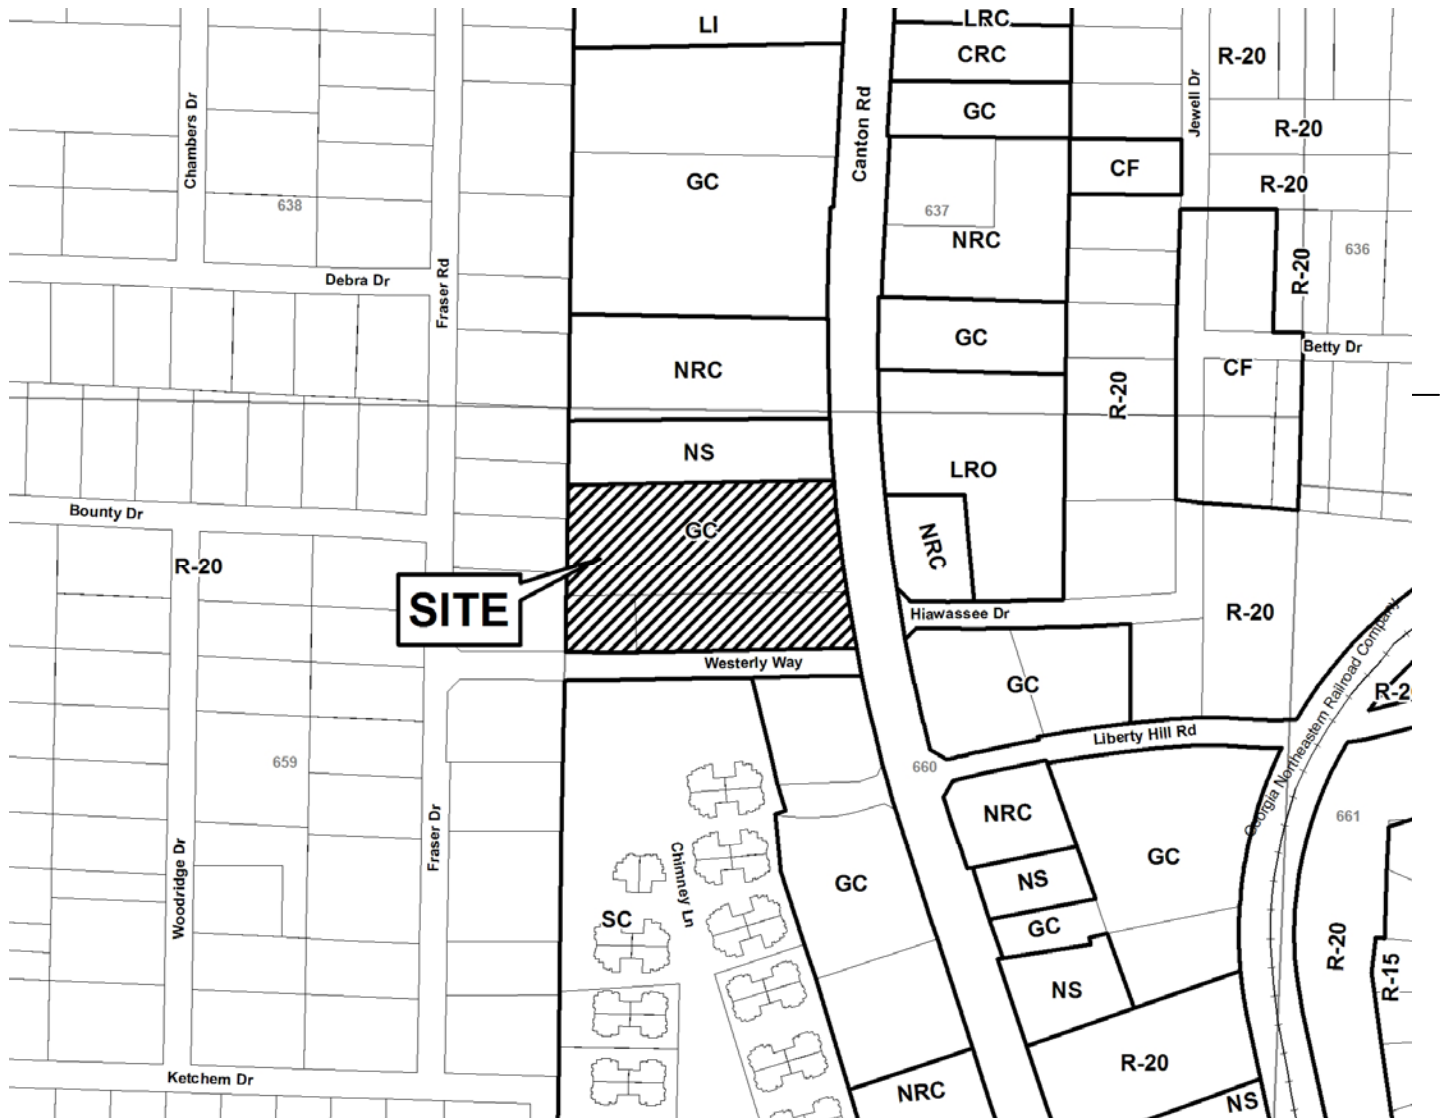 LI
LRC
CRC
R-20
GC
Chambers Dr
Canton Rd
Jewell Dr
R-20
CF
GC
R-20
638
637
NRC
636
R-20
Debra Dr
Fraser Rd
GC
Betty Dr
NRC
CF
R-20
NS
LRO
Bounty Dr
GC
NRC
R-20
SITE
Hiawassee Dr
R-20
Westerly Way
Georgia Northeastern Railroad Company
GC
R-2
Liberty Hill Rd
659
660
NRC
661
Fraser Dr
Woodridge Dr
Chimney Ln
GC
GC
NS
SC
GC
R-20
R-15
NS
R-20
Ketchem Dr
NRC
NS